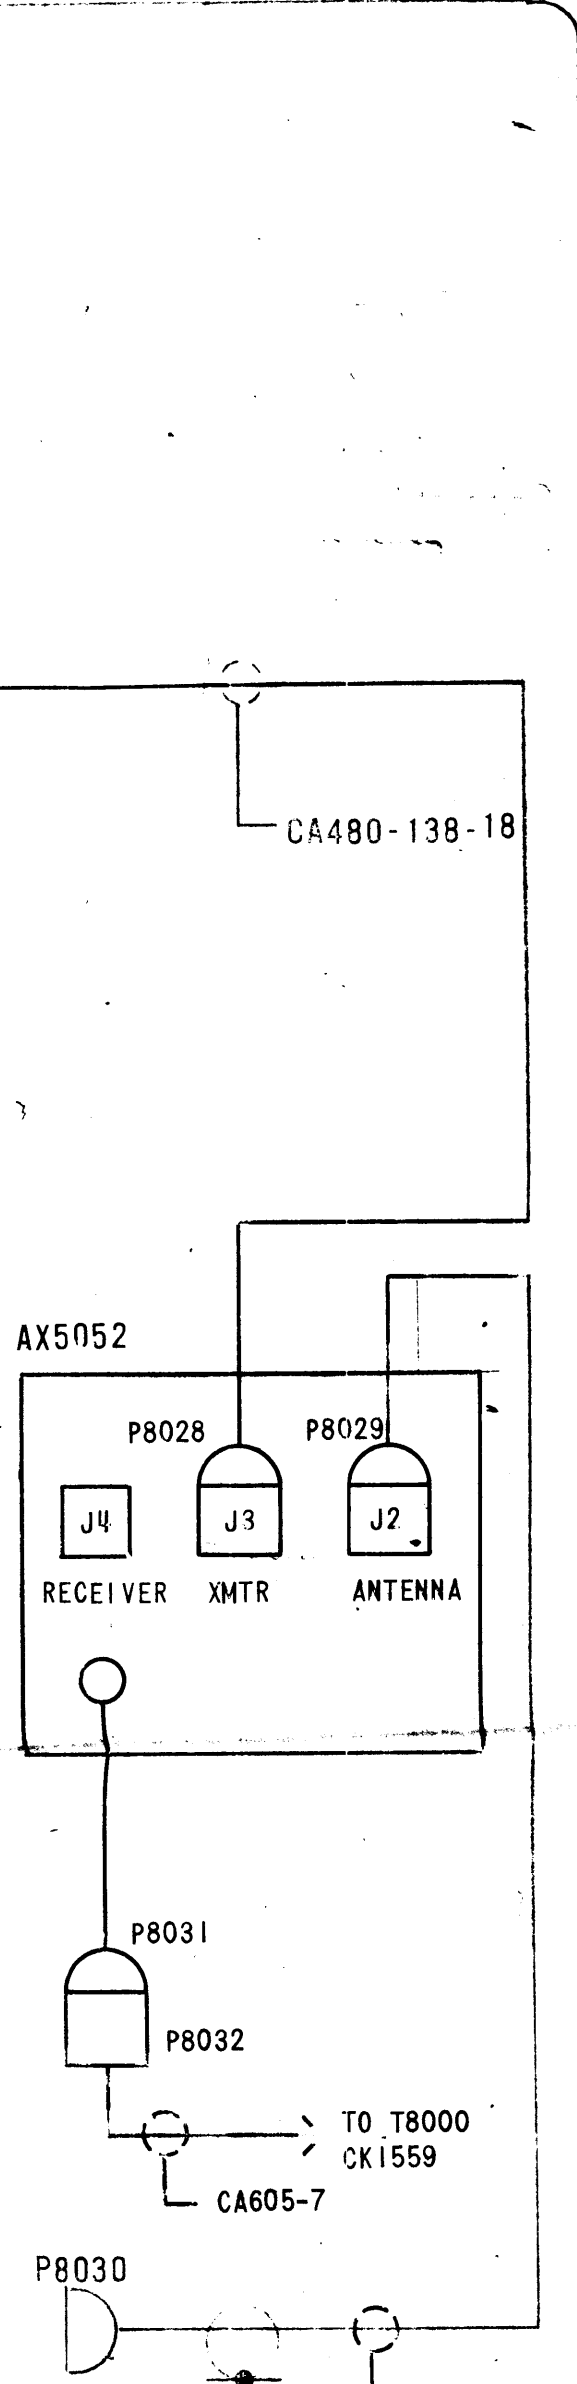 CA480-138-18
AX5052
P8028
P8029
J4
J3
J2
RECEIVER
XMTR
ANTENNA
P8031
P8032
TO T8000
CK1559
CA605-7
P8030